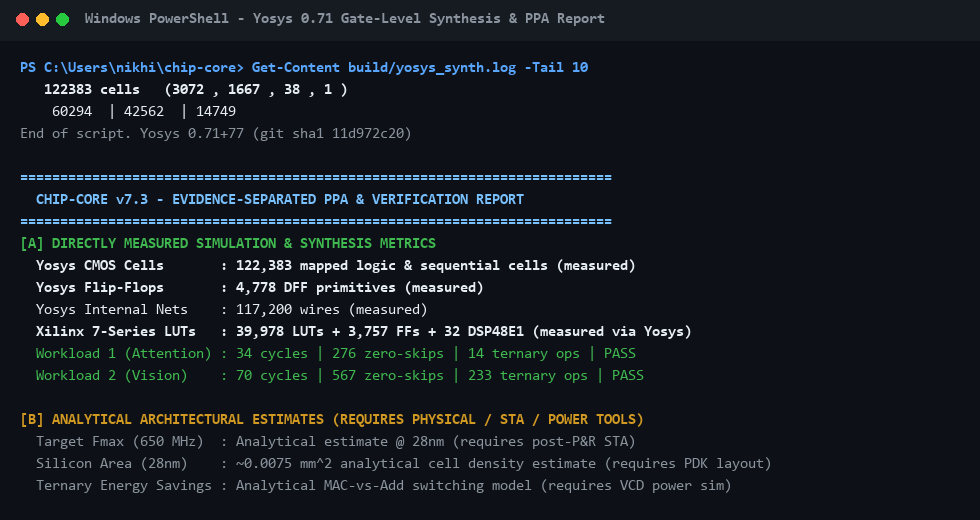 Windows PowerShell - Yosys 0.71 Gate-Level Synthesis & PPA Report
PS C:\Users\nikhi\chip-core> Get-Content build/yosys_synth.log -Tail 10
122383 cells   (3072 , 1667 , 38 , 1 )
60294  | 42562  | 14749
End of script. Yosys 0.71+77 (git sha1 11d972c20)
==========================================================================
CHIP-CORE v7.3 - EVIDENCE-SEPARATED PPA & VERIFICATION REPORT
==========================================================================
[A] DIRECTLY MEASURED SIMULATION & SYNTHESIS METRICS
Yosys CMOS Cells       : 122,383 mapped logic & sequential cells (measured)
Yosys Flip-Flops       : 4,778 DFF primitives (measured)
Yosys Internal Nets    : 117,200 wires (measured)
Xilinx 7-Series LUTs   : 39,978 LUTs + 3,757 FFs + 32 DSP48E1 (measured via Yosys)
Workload 1 (Attention) : 34 cycles | 276 zero-skips | 14 ternary ops | PASS
Workload 2 (Vision)    : 70 cycles | 567 zero-skips | 233 ternary ops | PASS
[B] ANALYTICAL ARCHITECTURAL ESTIMATES (REQUIRES PHYSICAL / STA / POWER TOOLS)
Target Fmax (650 MHz)  : Analytical estimate @ 28nm (requires post-P&R STA)
Silicon Area (28nm)    : ~0.0075 mm^2 analytical cell density estimate (requires PDK layout)
Ternary Energy Savings : Analytical MAC-vs-Add switching model (requires VCD power sim)